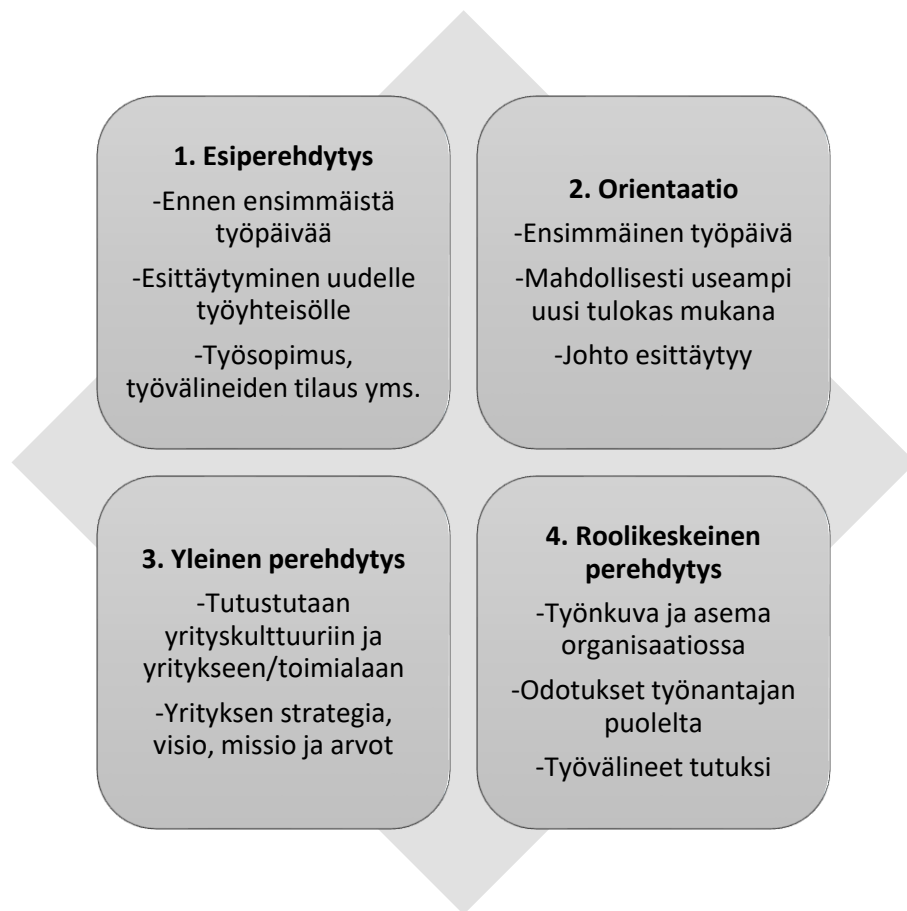 1. Esiperehdytys
-Ennen ensimmäistä
työpäivää
-Esittäytyminen uudelle
työyhteisölle
-Työsopimus,
työvälineiden tilaus yms.
2. Orientaatio
-Ensimmäinen työpäivä
-Mahdollisesti useampi
uusi tulokas mukana
-Johto esittäytyy
3. Yleinen perehdytys
-Tutustutaan
yrityskulttuuriin ja
yritykseen/toimialaan
-Yrityksen strategia,
visio, missio ja arvot
4. Roolikeskeinen
perehdytys
-Työnkuva ja asema
organisaatiossa
-Odotukset työnantajan
puolelta
-Työvälineet tutuksi